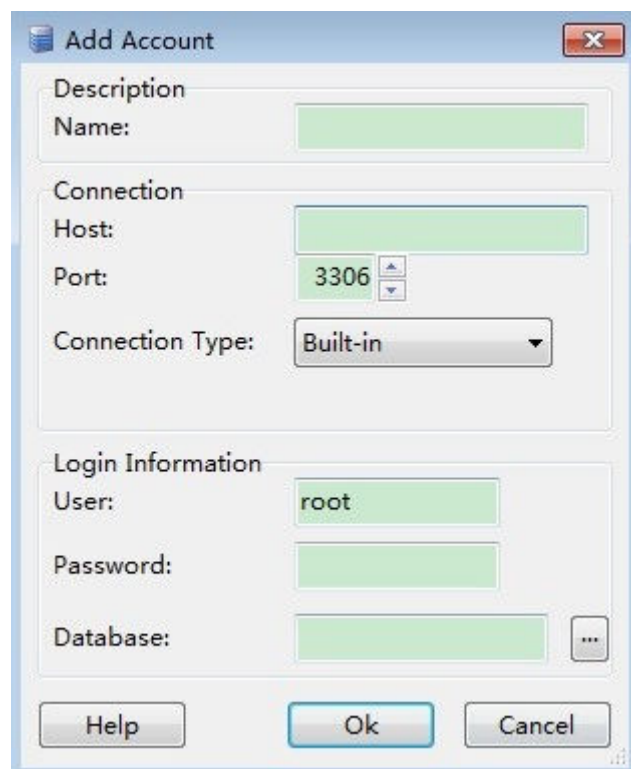 Add Account
Description
Name:
Connection
Host:
Port: 3306
Connection Type: Built-in
Login Information
User: root
Password:
Database: ...
Help Ok Cancel